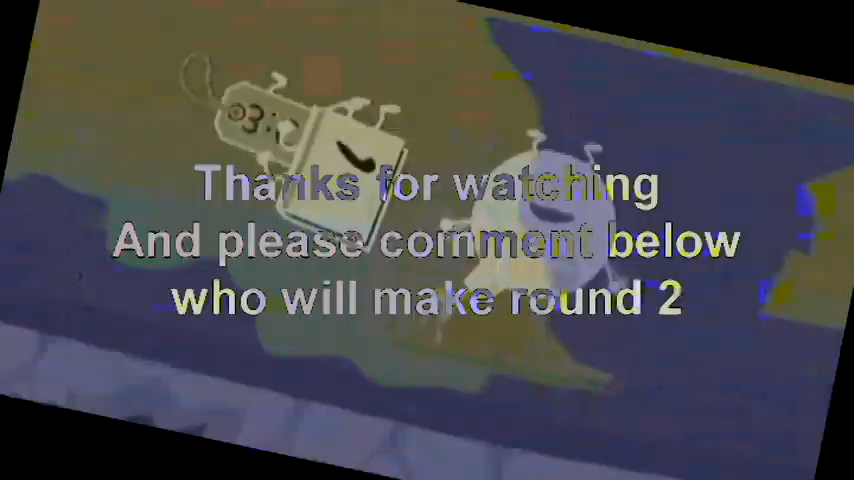 Thanks for watching
And please comment below
who will make round 2